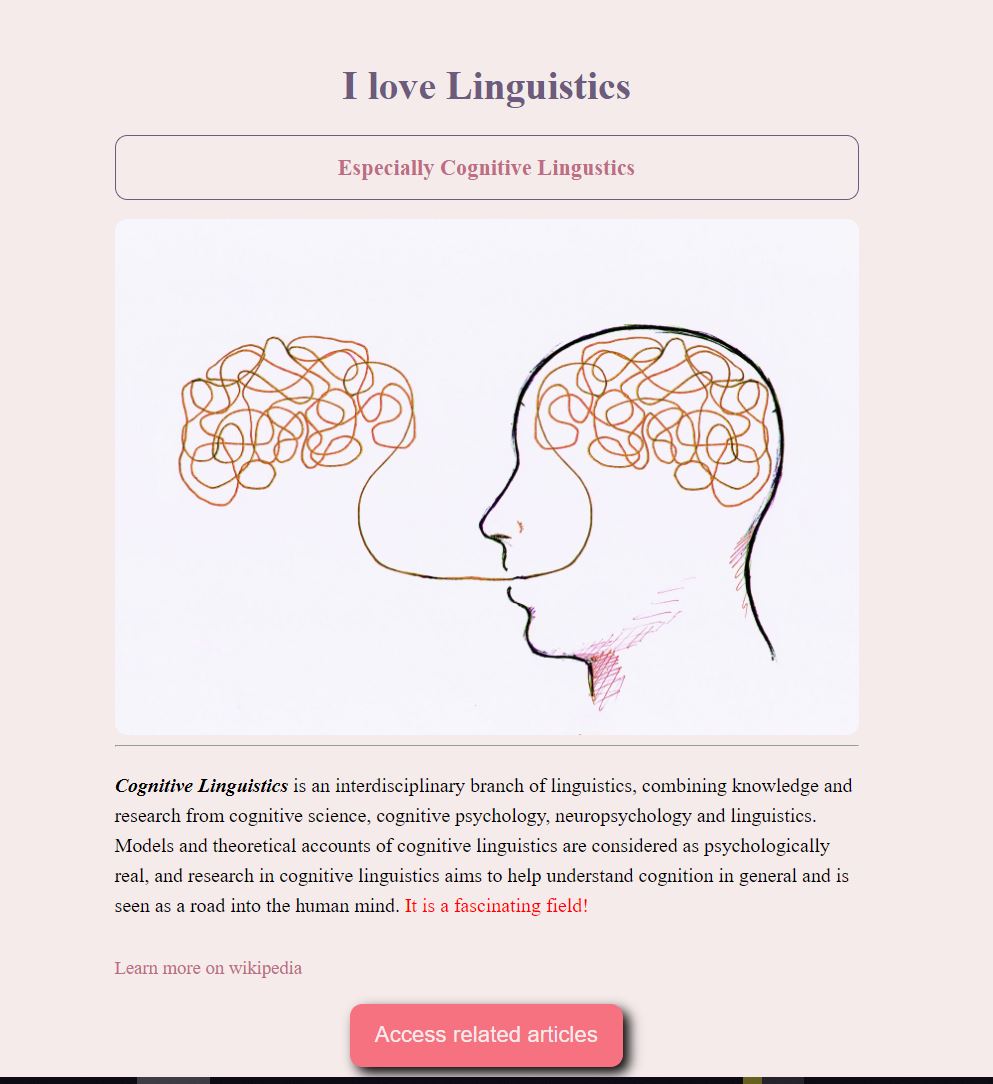 I love Linguistics
Especially Cognitive Lingustics
Cognitive Linguistics is an interdisciplinary branch of linguistics, combining knowledge and
research from cognitive science, cognitive psychology, neuropsychology and linguistics.
Models and theoretical accounts of cognitive linguistics are considered as psychologically
real, and research in cognitive linguistics aims to help understand cognition in general and is
seen as a road into the human mind. It is a fascinating field!
Learn more on wikipedia
Access related articles